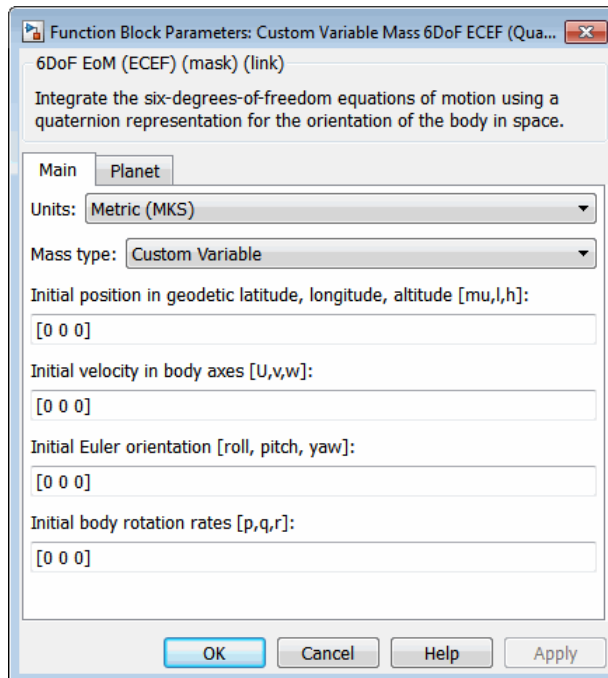 Function Block Parameters: Custom Variable Mass 6DoF ECEF (Qua...
6DoF EoM (ECEF) (mask) (link)
Integrate the six-degrees-of-freedom equations of motion using a
quaternion representation for the orientation of the body in space.
Main Planet
Units: Metric (MKS)
Mass type: Custom Variable
Initial position in geodetic latitude, longitude, altitude [mu,l,h]:
[0 0 0]
Initial velocity in body axes [U,v,w]:
[0 0 0]
Initial Euler orientation [roll, pitch, yaw]:
[0 0 0]
Initial body rotation rates [p,q,r]:
[0 0 0]
OK Cancel Help Apply